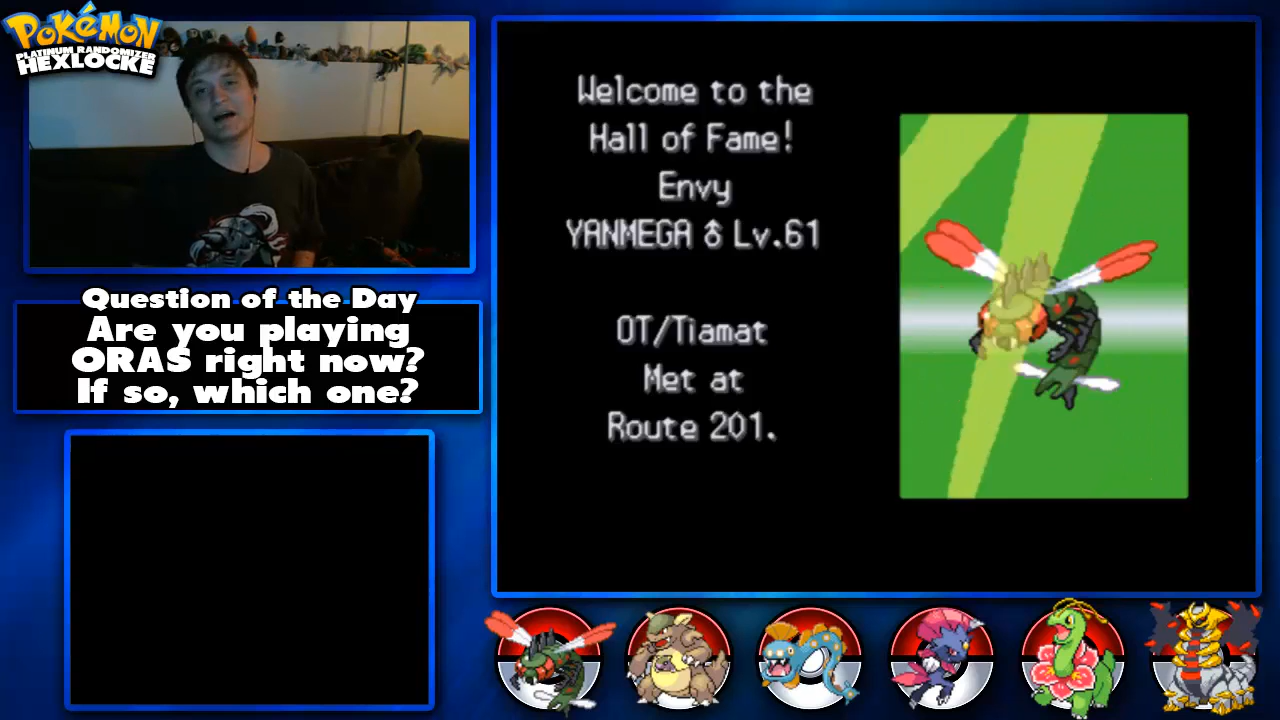 POKéMON
PLATINUM RANDOMIZER
HEXLOCKE
Welcome to the
Hall of Fame!
Envy
YANMEGA ♂ Lv.61
OT/Tiamat
Met at
Route 201.
Question of the Day
Are you playing
ORAS right now?
If so, which one?